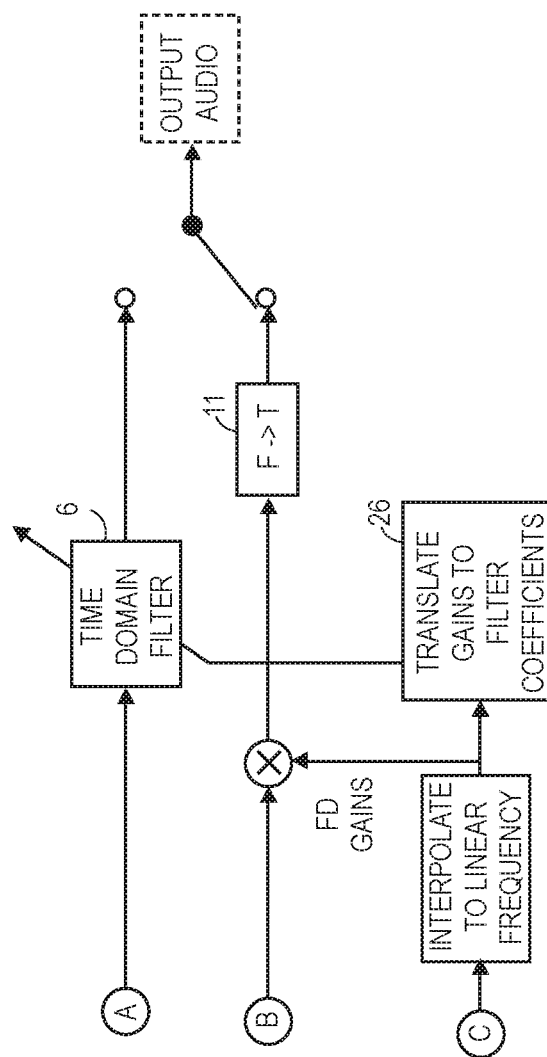 A
TIME
DOMAIN
FILTER
6
OUTPUT
AUDIO
B
FD
GAINS
F -> T
11
C
INTERPOLATE
TO LINEAR
FREQUENCY
TRANSLATE
GAINS TO
FILTER
COEFFICIENTS
26